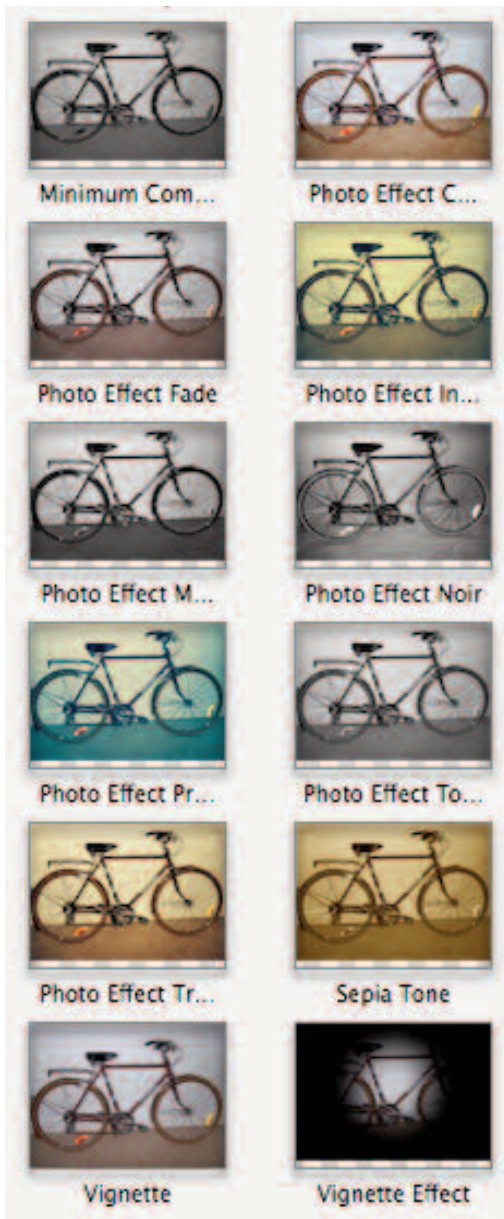 Minimum Com...
Photo Effect C...
Photo Effect Fade
Photo Effect In...
Photo Effect M...
Photo Effect Noir
Photo Effect Pr...
Photo Effect To...
Photo Effect Tr...
Sepia Tone
Vignette
Vignette Effect